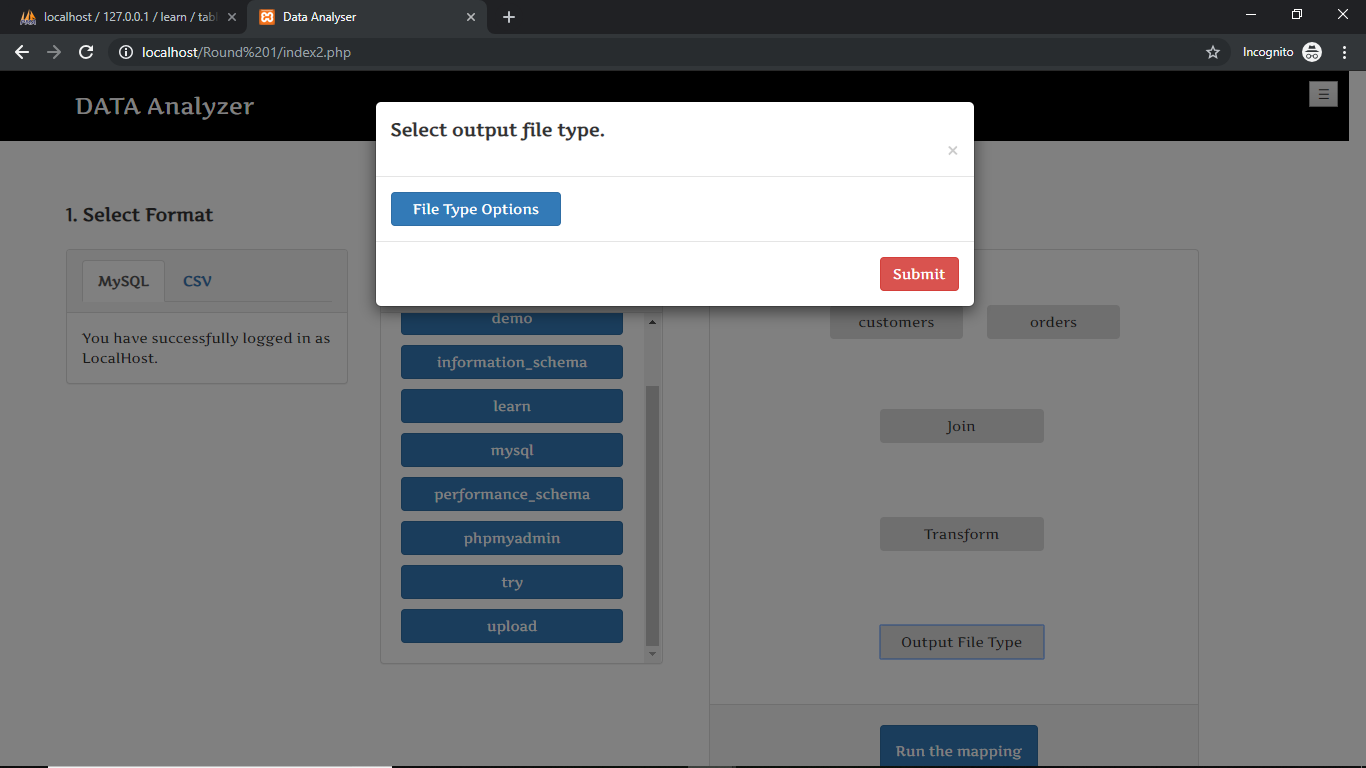 localhost / 127.0.0.1 / learn / tab
Data Analyser
localhost/Round%201/index2.php
Incognito
DATA Analyzer
Select output file type.
×
File Type Options
Submit
1. Select Format
MySQL CSV
You have successfully logged in as
LocalHost.
demo
information_schema
learn
mysql
performance_schema
phpmyadmin
try
upload
customers orders
Join
Transform
Output File Type
Run the mapping